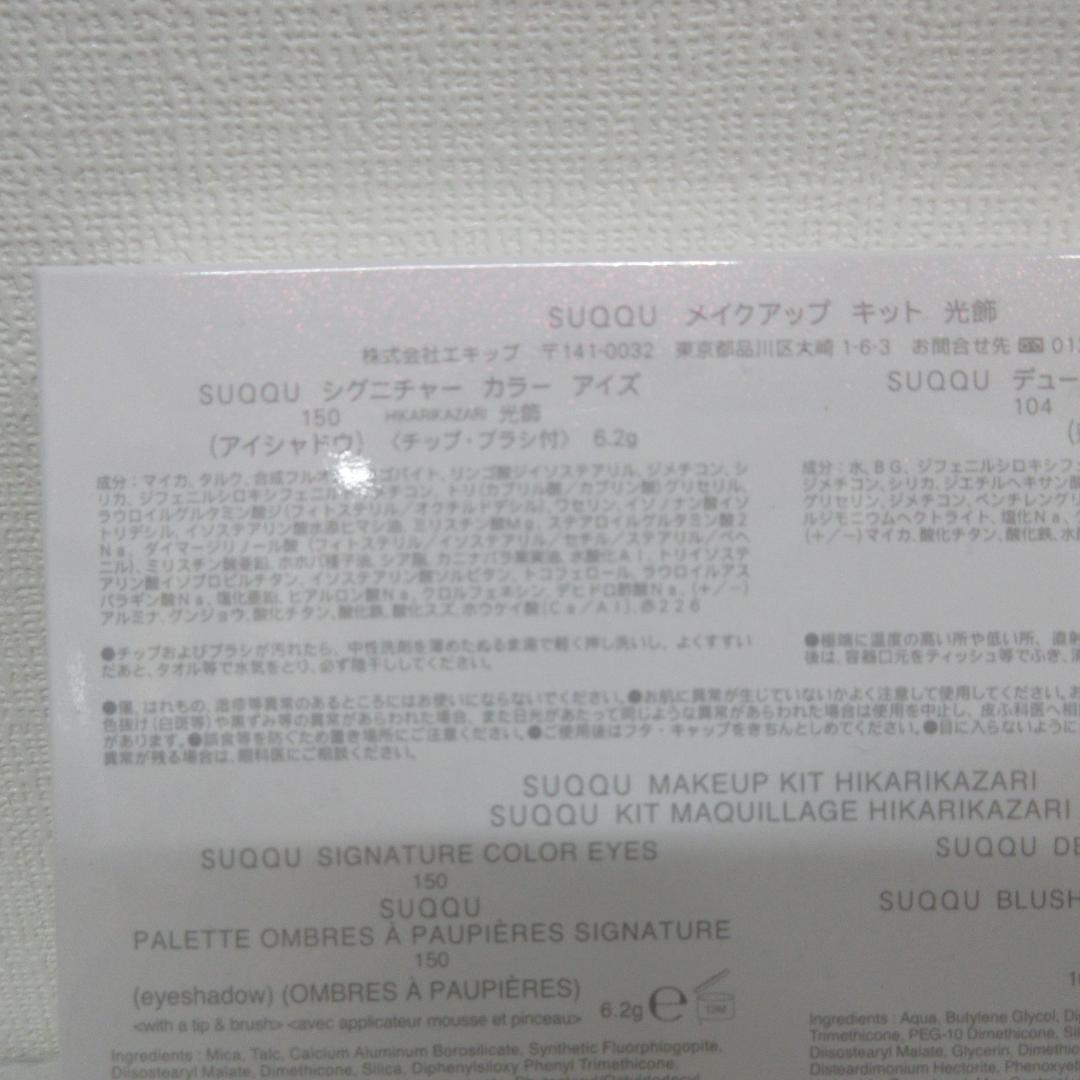 SUQQU メイクアップ キット 光飾
株式会社エキップ 〒141-0032 東京都品川区大崎 1-6-3 お問合せ先 012
SUQQU シグニチャー カラー アイズ
150 HIKARIKAZARI 光飾
(アイシャドウ) 〈チップ・ブラシ付〉 6.2g
SUQQU デュー
104
成分:マイカ、タルク、合成フルオ ゴパイト、リンゴ酸ジイソステアリル、ジメチコン、シ
リカ、ジフェニルシロキシフェニル メチコン、トリ(カプリル酸/カプリン酸)グリセリル、
ラウロイルグルタミン酸ジ(フィトステリル/オクチルドデシル)、ワセリン、イソノナン酸イソ
トリデシル、イソステアリン酸水添ヒマシ油、ミリスチン酸Mg、ステアロイルグルタミン酸2
Na、ダイマージリノール酸(フィトステリル/イソステアリル/セチル/ステアリル/ベヘ
ニル)、ミリスチン酸亜鉛、ホホバ種子油、シア脂、カニナバラ果実油、水酸化Al、トリイソステ
アリン酸イソプロピルチタン、イソステアリン酸ソルビタン、トコフェロール、ラウロイルアス
パラギン酸Na、塩化亜鉛、ヒアルロン酸Na、クロルフェネシン、デヒドロ酢酸Na、(+/-)
アルミナ、グンジョウ、酸化チタン、酸化鉄、酸化スズ、ホウケイ酸(Ca/Al)、赤226
成分:水、BG、ジフェニルシロキシフェ
ジメチコン、シリカ、ジエチルヘキサン酸
グリセリン、ジメチコン、ペンチレングリ
ルジモニウムヘクトライト、塩化Na、
(+/-)マイカ、酸化チタン、酸化鉄、水
●チップおよびブラシが汚れたら、中性洗剤を薄めたぬるま湯で軽く押し洗いし、よくすすい
だあと、タオル等で水気をとり、必ず陰干ししてください。
●極端に温度の高い所や低い所、直射
後は、容器口元をティッシュ等でふき、清
●傷、はれもの、湿疹等異常のあるところにはお使いにならないでください。●お肌に異常が生じていないかよく注意して使用してください。お
色抜け(白斑等)や黒ずみ等の異常があらわれた場合、また日光があたって同じような異常があらわれた場合は使用を中止し、皮ふ科医へ相
があります。●誤食等を防ぐため置き場所にご注意ください。●ご使用後はフタ・キャップをきちんとしめてください。●目に入らないように
異常が残る場合は、眼科医にご相談ください。
SUQQU MAKEUP KIT HIKARIKAZARI
SUQQU KIT MAQUILLAGE HIKARIKAZARI
SUQQU SIGNATURE COLOR EYES
150
SUQQU
PALETTE OMBRES À PAUPIÈRES SIGNATURE
150
(eyeshadow) (OMBRES À PAUPIÈRES)
<with a tip & brush> <avec applicateur mousse et pinceau>
6.2g e 12M
Ingredients : Mica, Talc, Calcium Aluminum Borosilicate, Synthetic Fluorphlogopite,
Diisostearyl Malate, Dimethicone, Silica, Diphenylsiloxy Phenyl Trimethicone,
SUQQU DE
SUQQU BLUSH
Ingredients : Aqua, Butylene Glycol, Di
Trimethicone, PEG-10 Dimethicone, Sil
Diisostearyl Malate, Glycerin, Dimethic
Disteardimonium Hectorite, Phenoxye